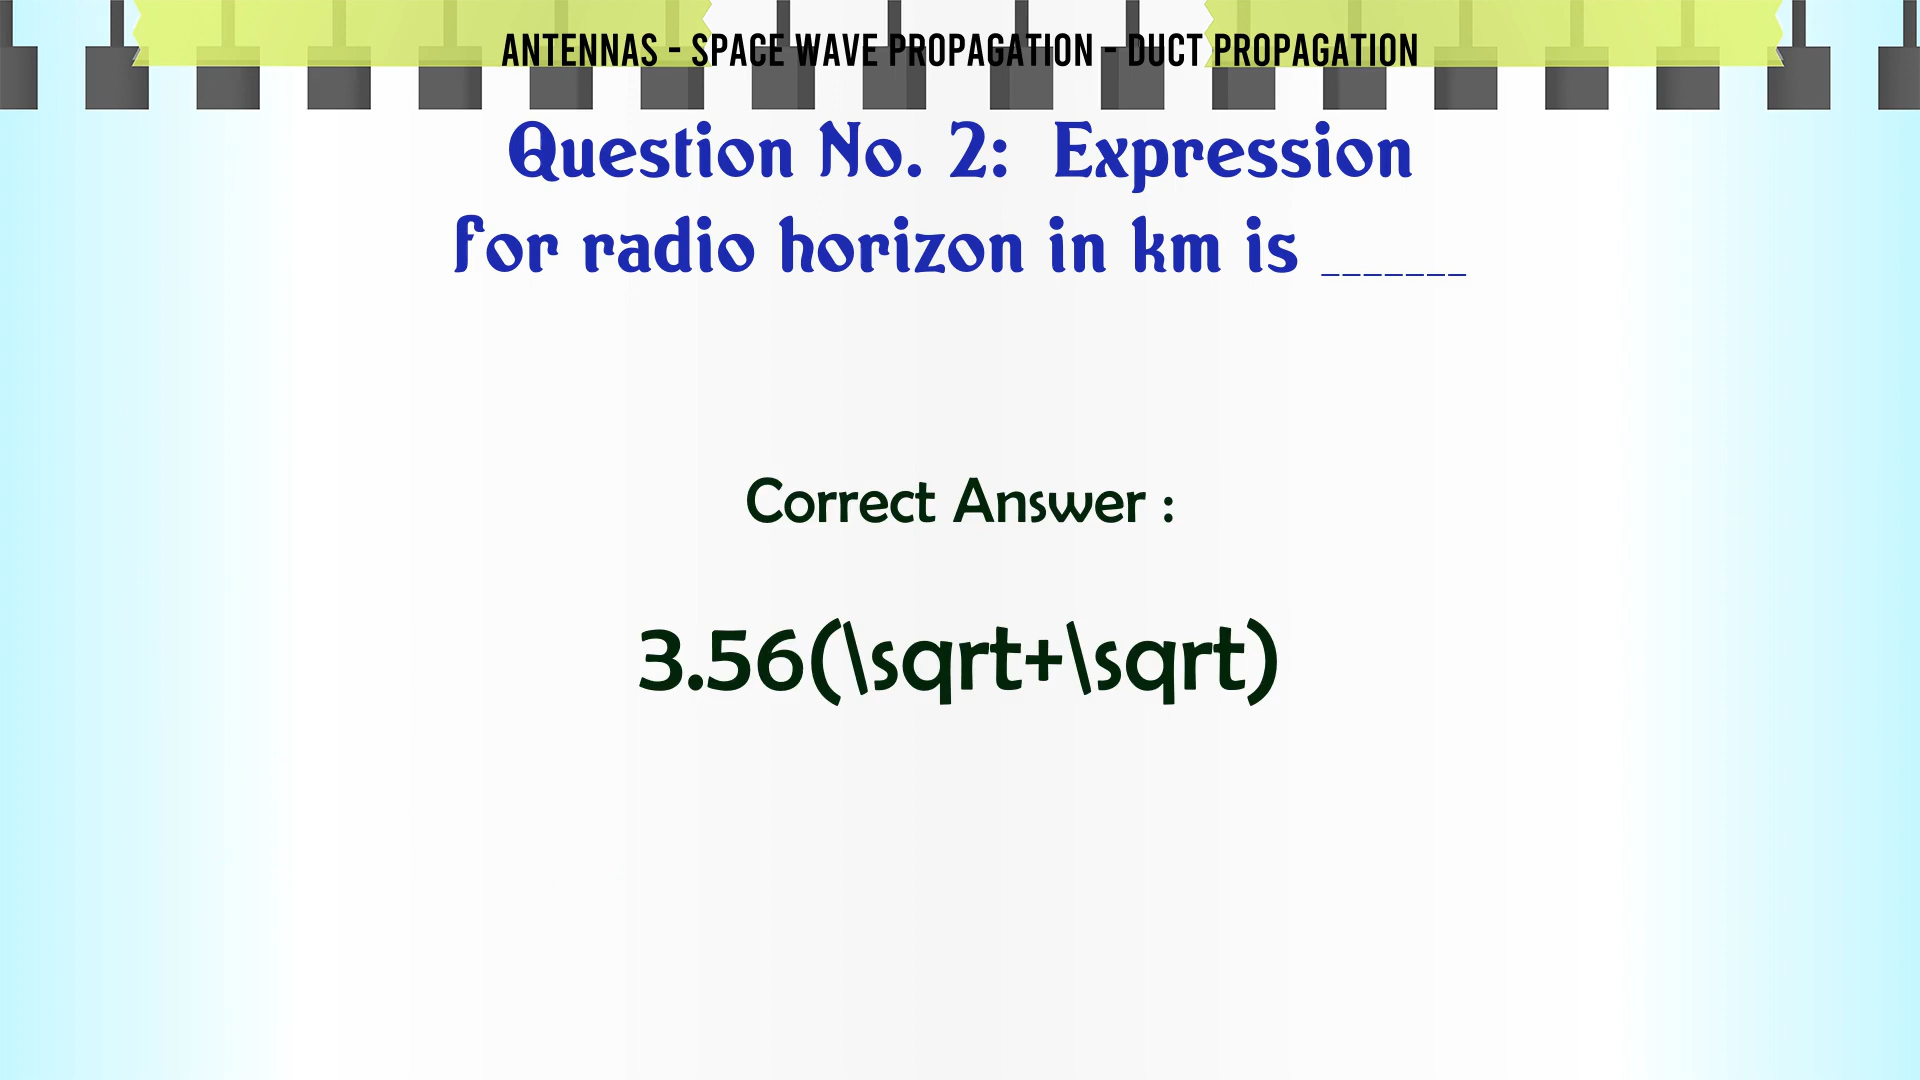 ANTENNAS - SPACE WAVE PROPAGATION - DUCT PROPAGATION
Question No. 2: Expression
for radio horizon in km is _______
Correct Answer :
3.56(\sqrt+\sqrt)